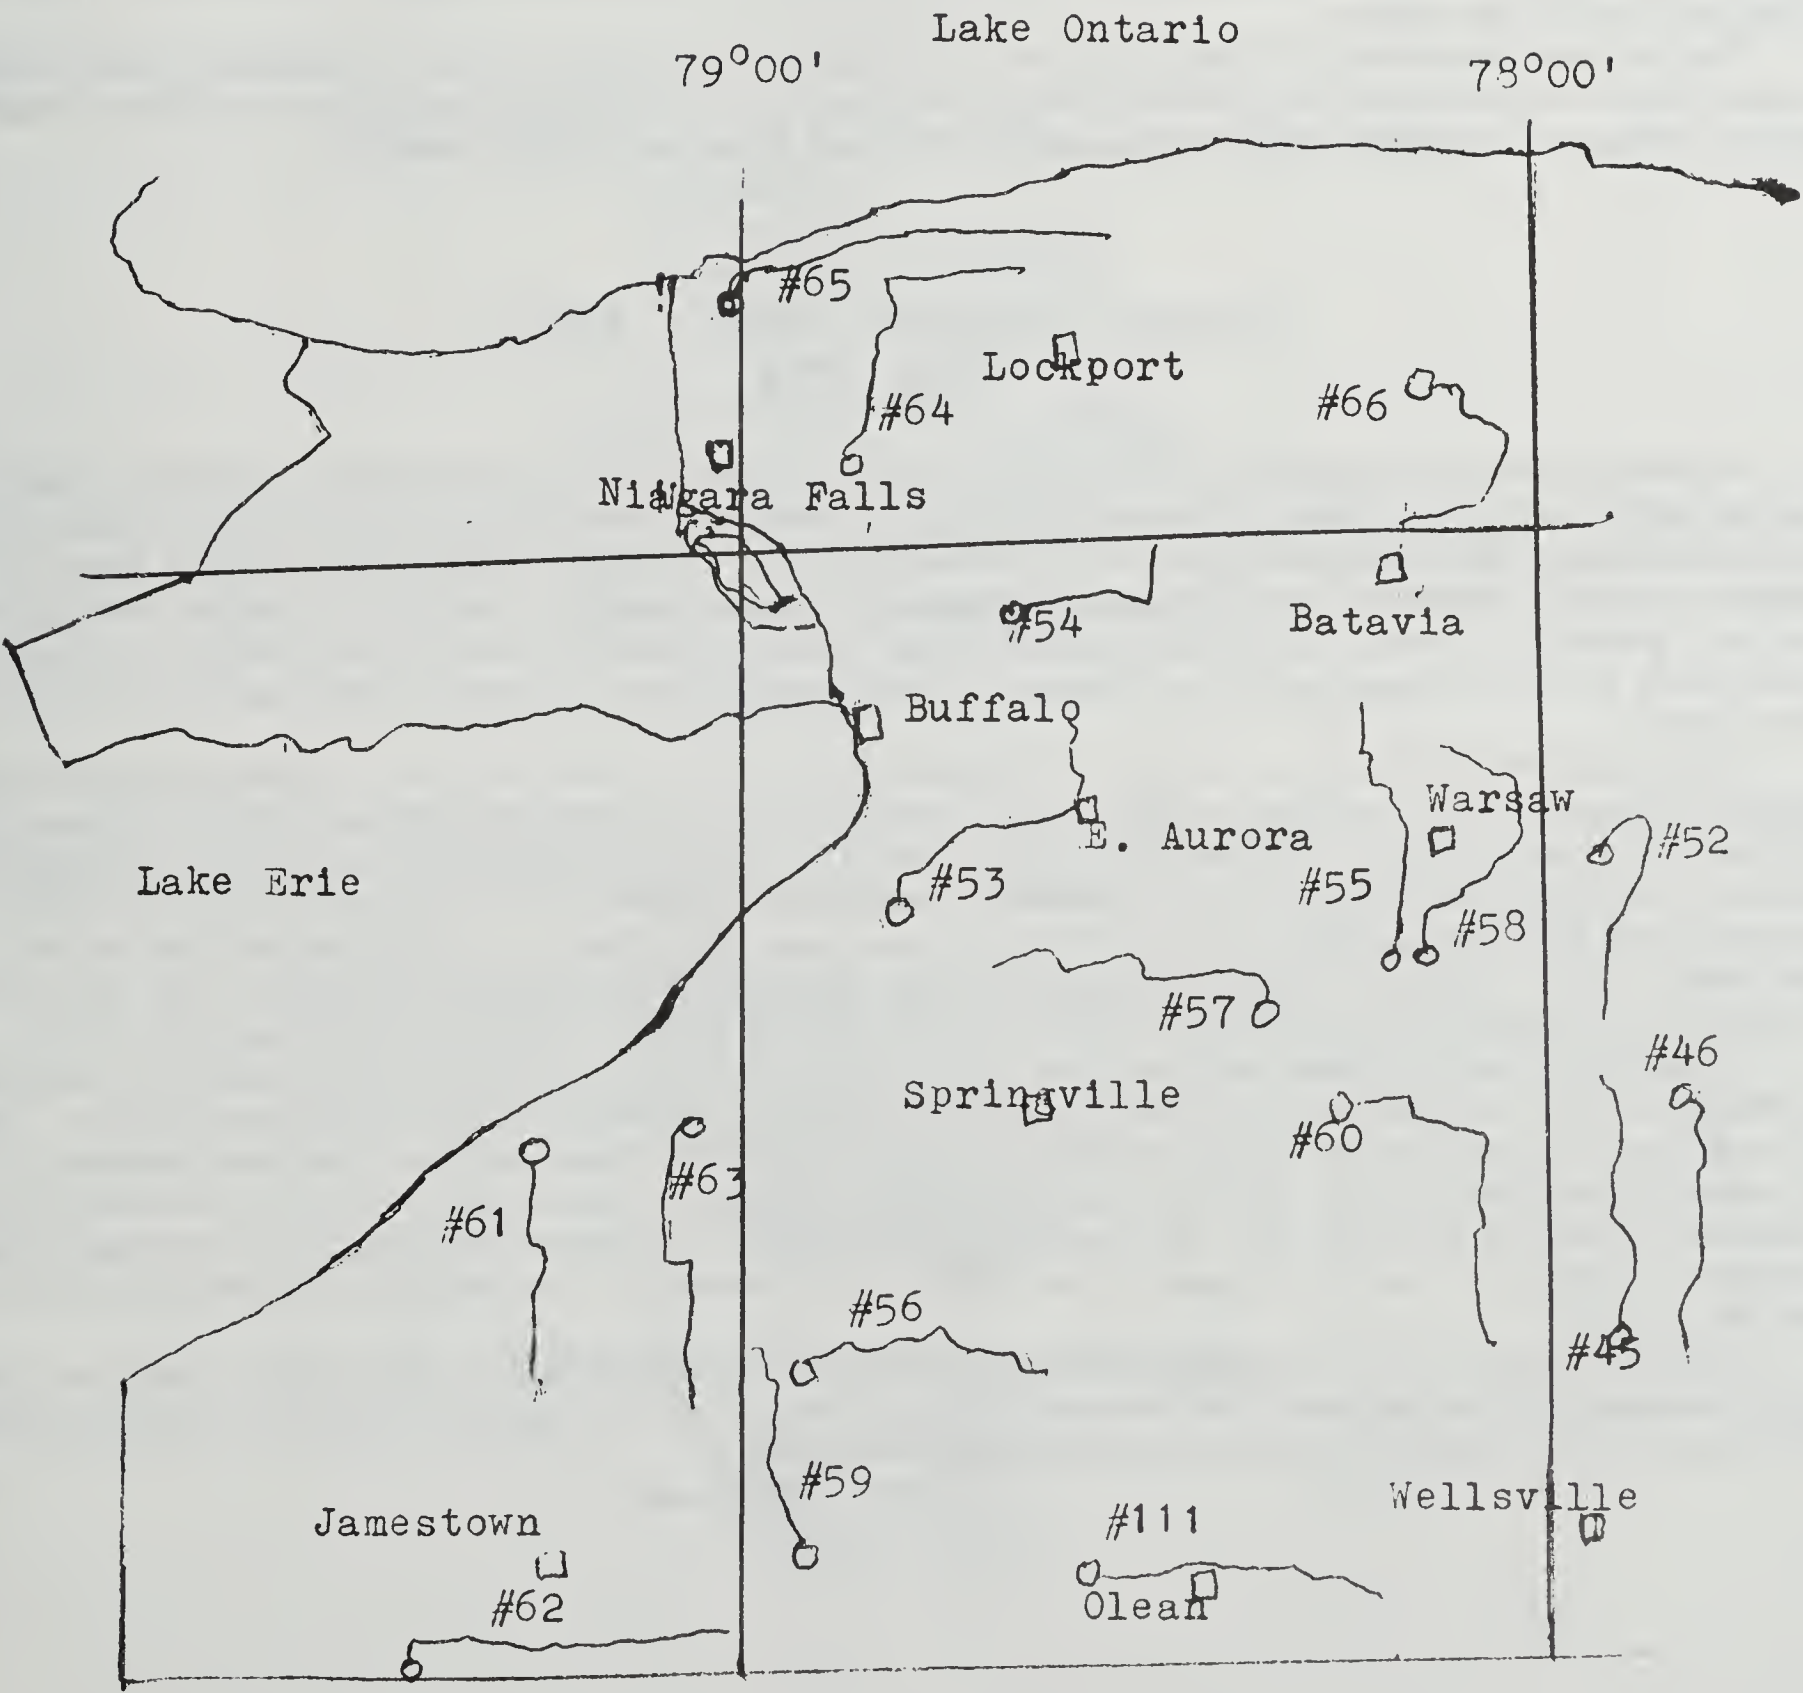 Lake Ontario
79°00'
78°00'
#65
Lockport
#66
#64
Niagara Falls
#54
Batavia
Buffalo
Warsaw
E. Aurora
#52
Lake Erie
#53
#55
#58
#57
#46
Springville
#60
#63
#61
#56
#45
#59
Wellsville
#111
Jamestown
Olean
#62